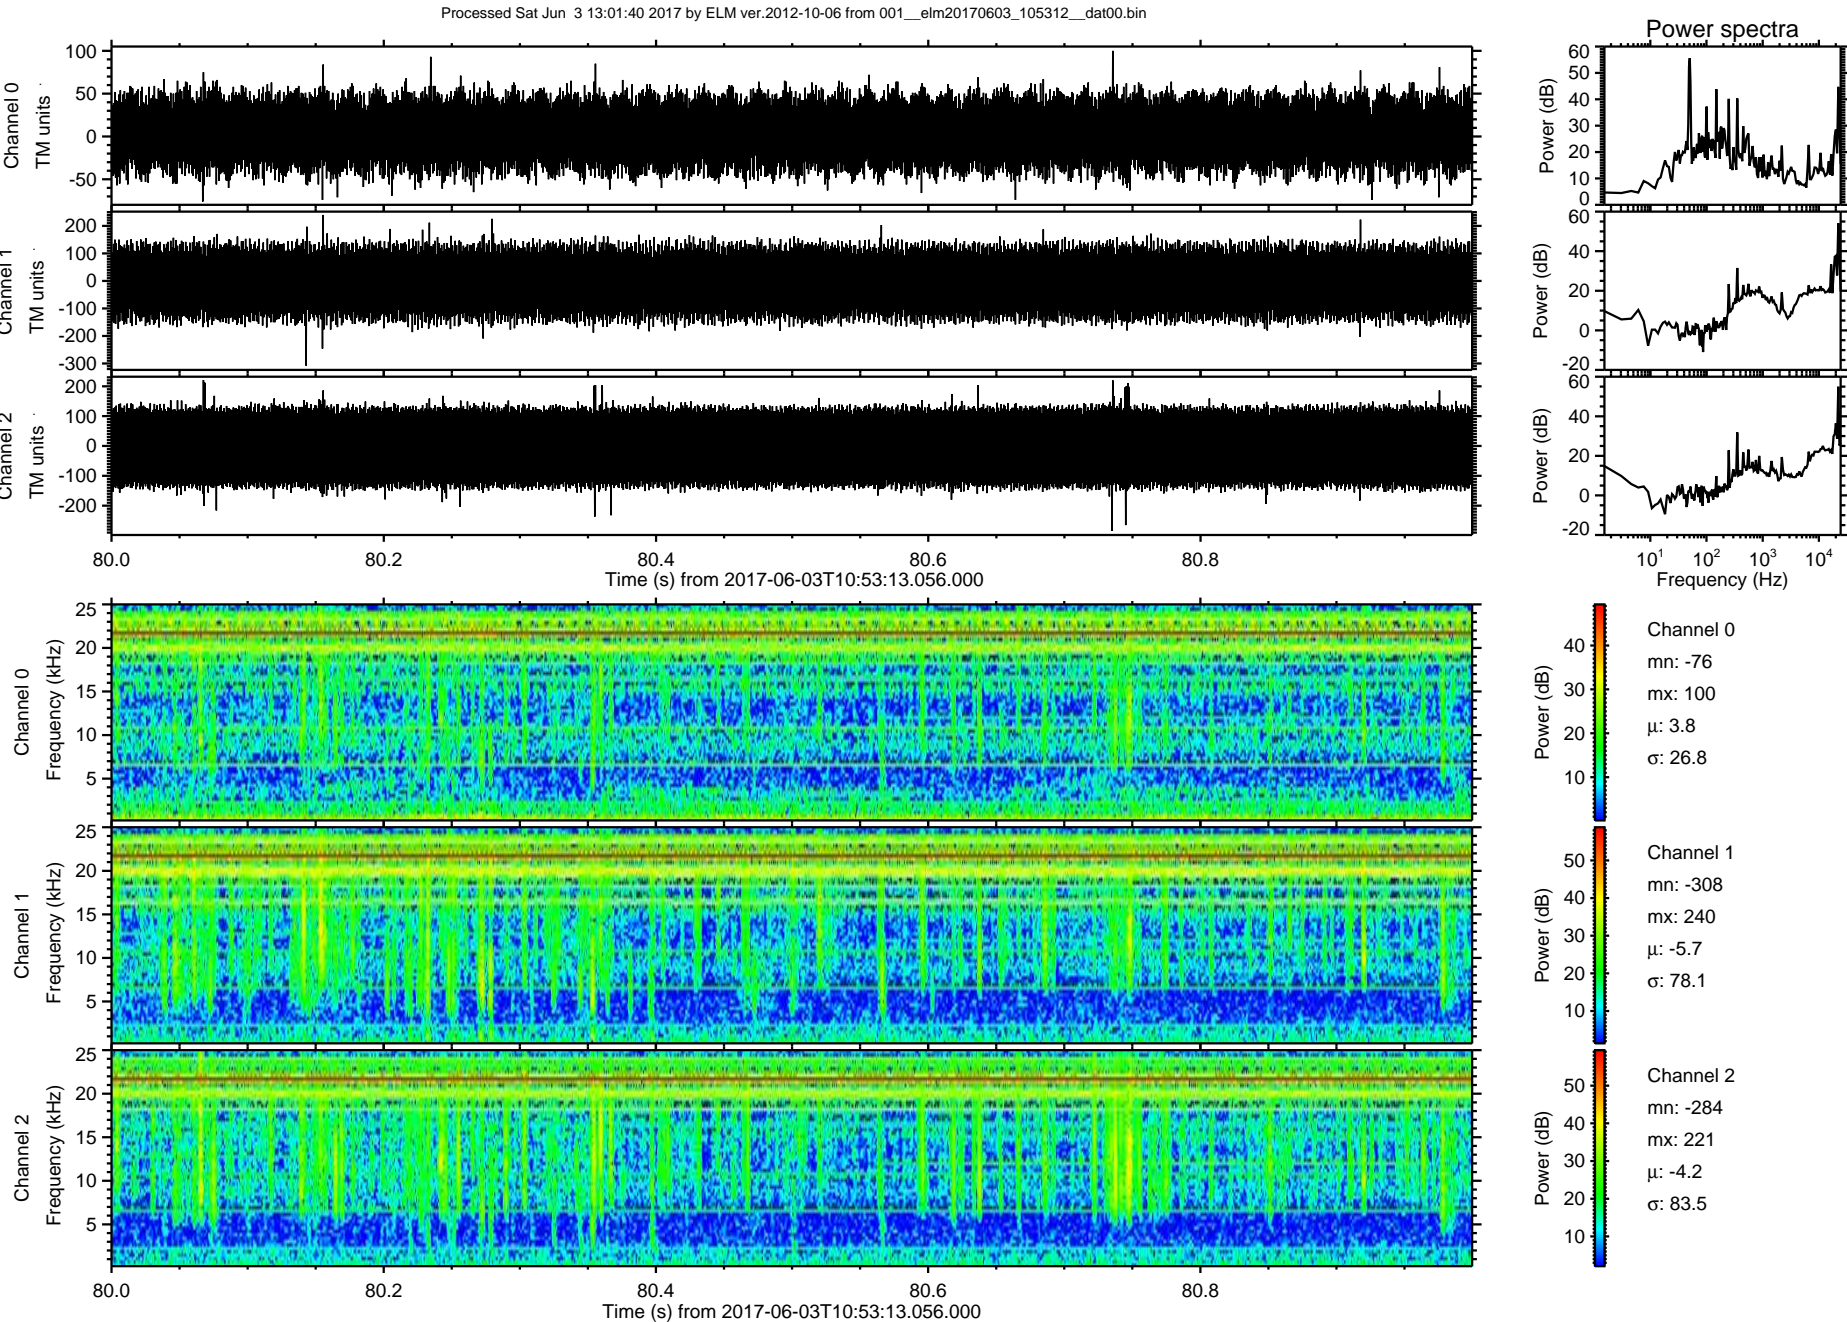 Processed Sat Jun  3 13:01:40 2017 by ELM ver.2012-10-06 from 001__elm20170603_105312__dat00.bin
Power spectra
Channel 0
TM units
100
50
0
-50
Power (dB)
60
50
40
30
20
10
0
Channel 1
TM units
200
100
0
-100
-200
-300
Power (dB)
60
40
20
0
-20
Channel 2
TM units
200
100
0
-100
-200
Power (dB)
60
40
20
0
-20
80.0 80.2 80.4 80.6 80.8
Time (s) from 2017-06-03T10:53:13.056.000
10¹ 10² 10³ 10⁴
Frequency (Hz)
Channel 0
Frequency (kHz)
25
20
15
10
5
Power (dB)
40
30
20
10
Channel 0
mn: -76
mx: 100
μ: 3.8
σ: 26.8
Channel 1
Frequency (kHz)
25
20
15
10
5
Power (dB)
50
40
30
20
10
Channel 1
mn: -308
mx: 240
μ: -5.7
σ: 78.1
Channel 2
Frequency (kHz)
25
20
15
10
5
Power (dB)
50
40
30
20
10
Channel 2
mn: -284
mx: 221
μ: -4.2
σ: 83.5
80.0 80.2 80.4 80.6 80.8
Time (s) from 2017-06-03T10:53:13.056.000